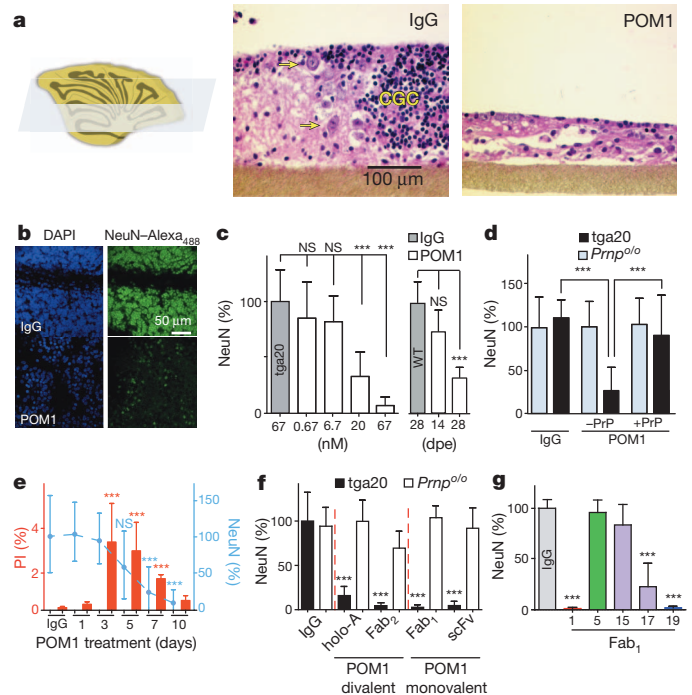 a
IgG
POM1
CGC
100 μm
b
DAPI
NeuN–Alexa488
IgG
50 μm
POM1
c
IgG
POM1
NS NS *** ***
NS
***
100
0
NeuN (%)
tga20
WT
67 0.67 6.7 20 67
28 14 28
(nM)
(dpe)
d
tga20
Prnp^o/o
*** ***
150
100
50
0
NeuN (%)
–PrP +PrP
IgG
POM1
e
***
***
NS
***
***
***
4
2
0
PI (%)
150
100
50
0
NeuN (%)
IgG 1 3 5 7 10
POM1 treatment (days)
f
tga20 Prnp^o/o
100
50
0
NeuN (%)
*** *** *** ***
IgG
holo-A
Fab2
Fab1
scFv
POM1 POM1
divalent monovalent
g
100
50
0
NeuN (%)
IgG
***
***
***
1 5 15 17 19
Fab1